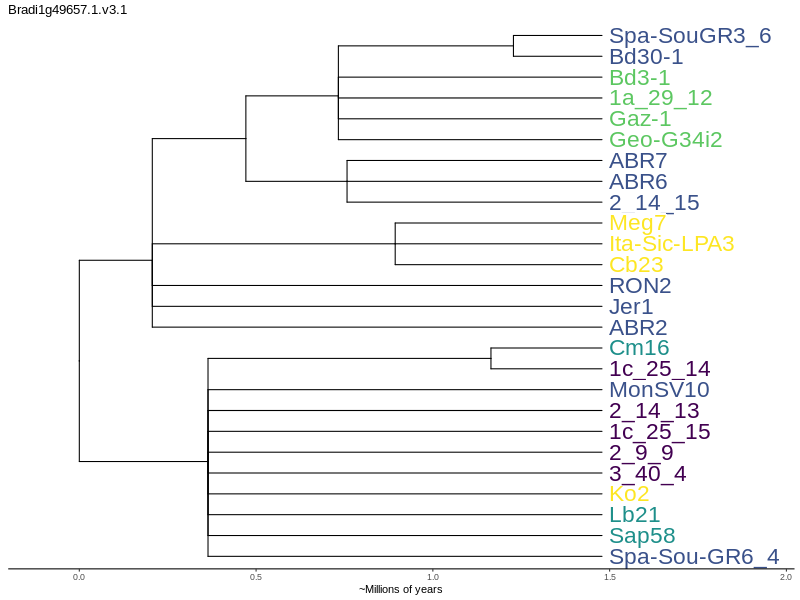 Bradi1g49657.1.v3.1
Spa-SouGR3_6
Bd30-1
Bd3-1
1a_29_12
Gaz-1
Geo-G34i2
ABR7
ABR6
2_14_15
Meg7
Ita-Sic-LPA3
Cb23
RON2
Jer1
ABR2
Cm16
1c_25_14
MonSV10
2_14_13
1c_25_15
2_9_9
3_40_4
Ko2
Lb21
Sap58
Spa-Sou-GR6_4
0.0 0.5 1.0 1.5 2.0
~Millions of years